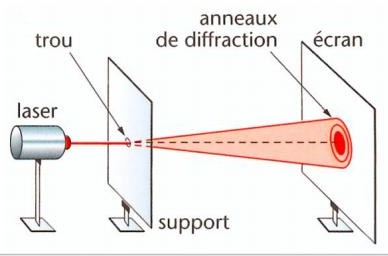 anneaux
de diffraction
trou
écran
laser
support